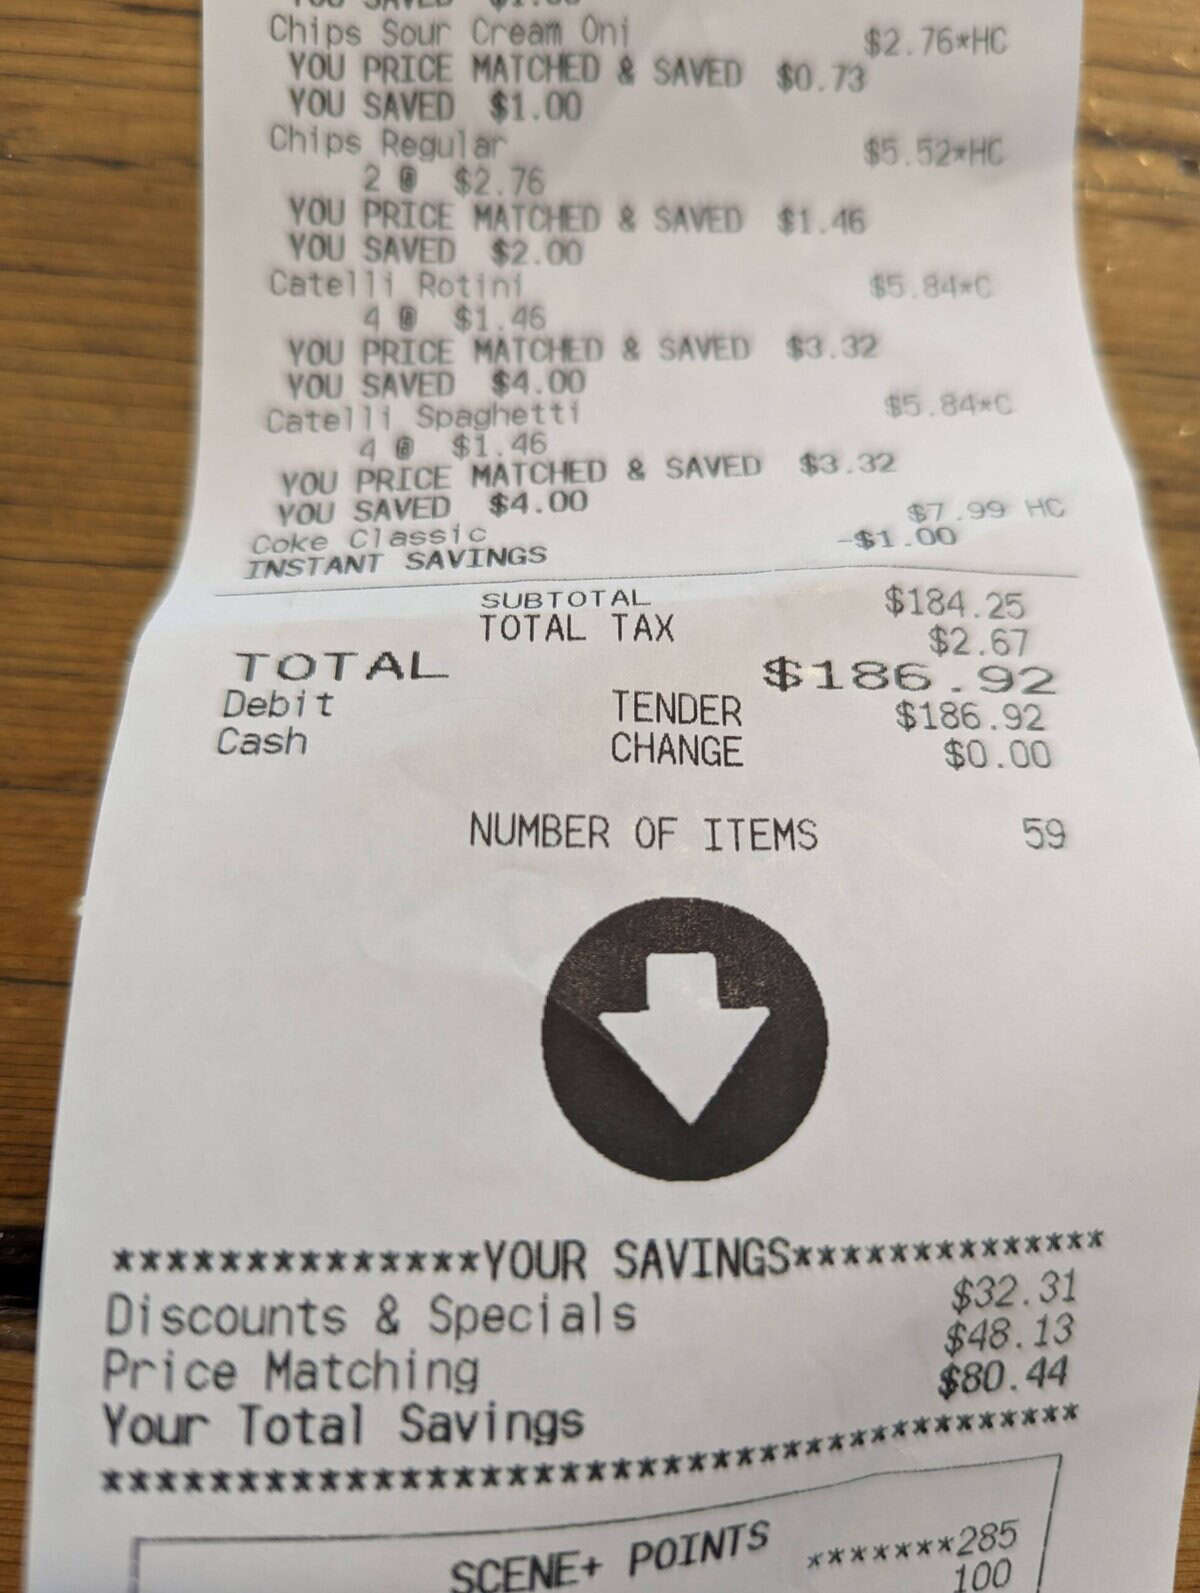 YOU SAVED $1.00
Chips Sour Cream Oni $2.76*HC
YOU PRICE MATCHED & SAVED $0.73
YOU SAVED $1.00
Chips Regular $5.52*HC
2 @ $2.76
YOU PRICE MATCHED & SAVED $1.46
YOU SAVED $2.00
Catelli Rotini $5.84*C
4 @ $1.46
YOU PRICE MATCHED & SAVED $3.32
YOU SAVED $4.00
Catelli Spaghetti $5.84*C
4 @ $1.46
YOU PRICE MATCHED & SAVED $3.32
YOU SAVED $4.00
Coke Classic $7.99 HC
INSTANT SAVINGS -$1.00
SUBTOTAL $184.25
TOTAL TAX $2.67
TOTAL $186.92
Debit TENDER $186.92
Cash CHANGE $0.00
NUMBER OF ITEMS 59
**************YOUR SAVINGS**************
Discounts & Specials $32.31
Price Matching $48.13
Your Total Savings $80.44
****************************************
SCENE+ POINTS *******285
100